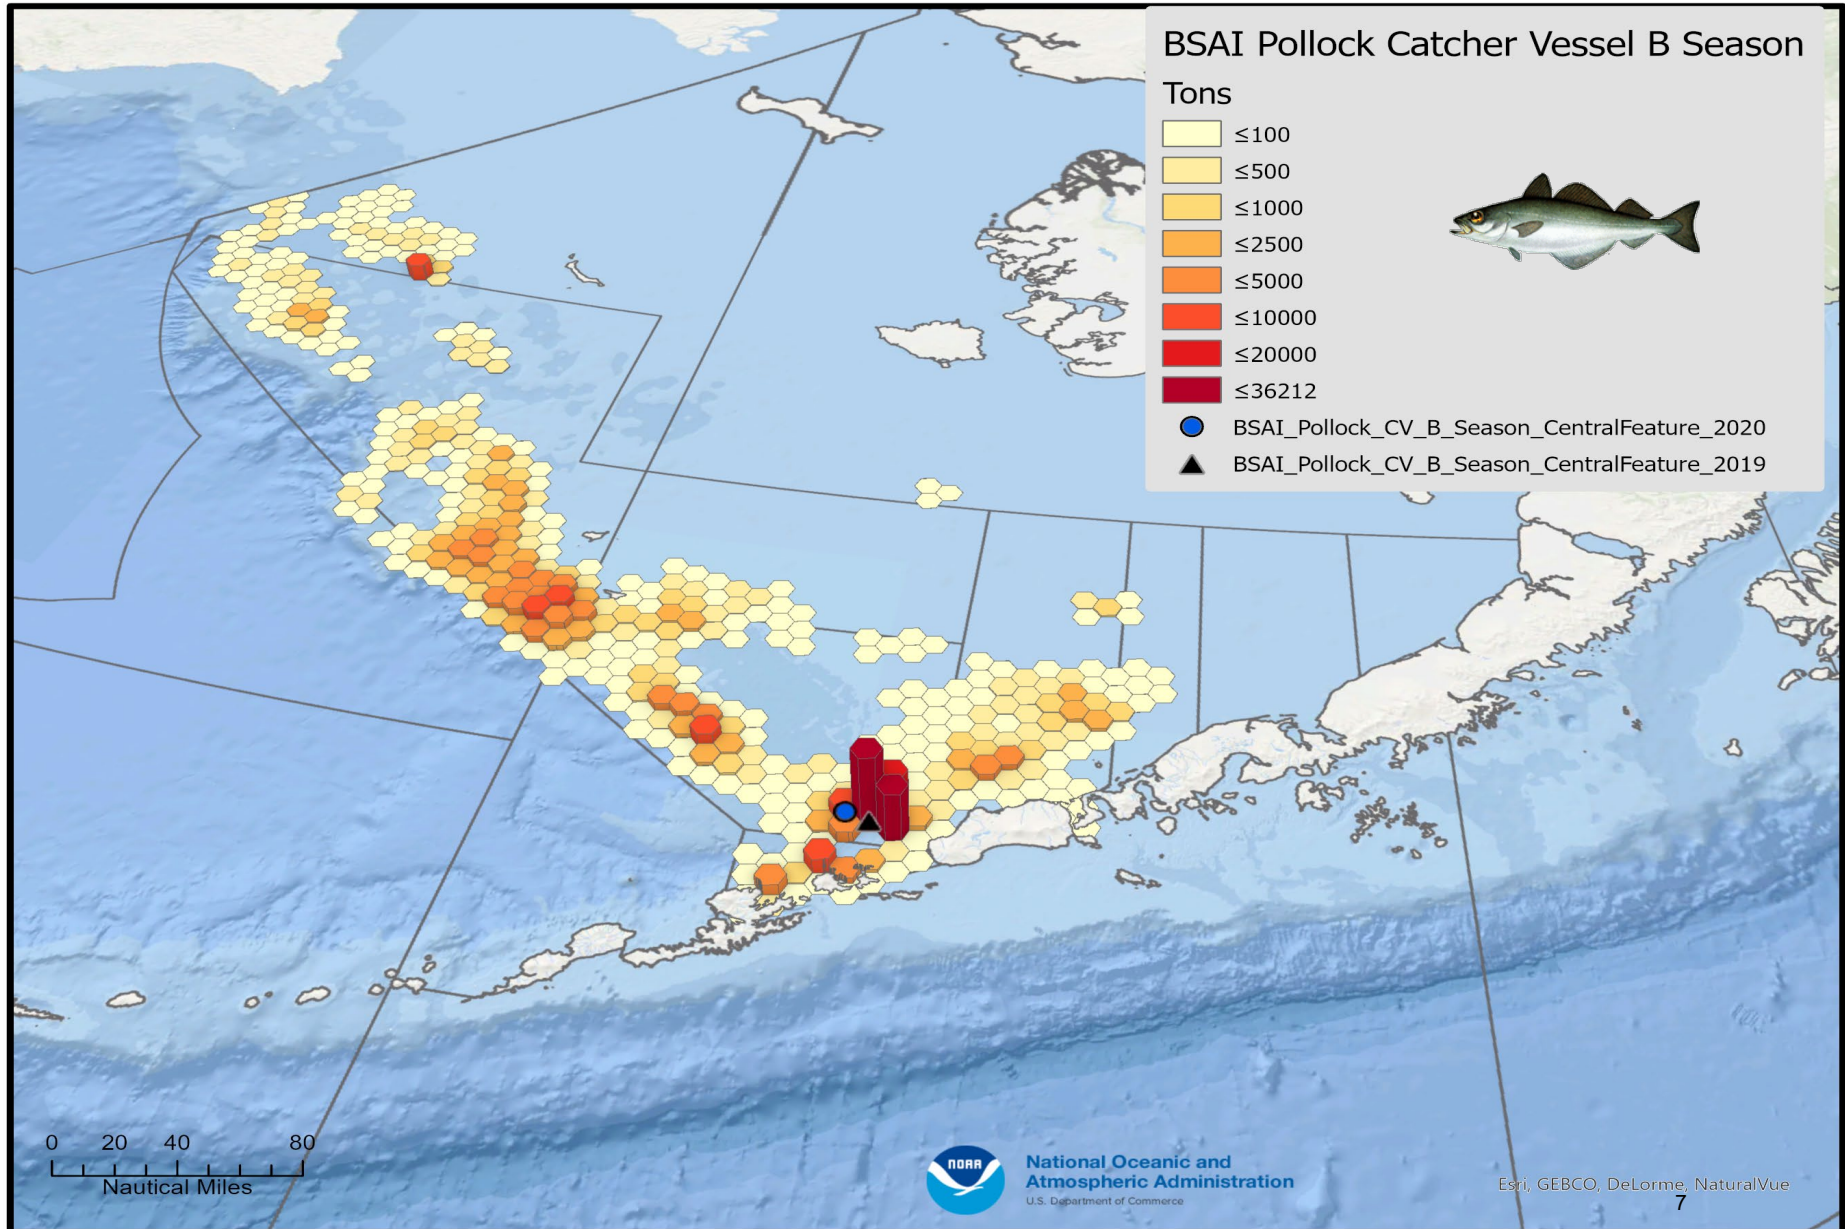 BSAI Pollock Catcher Vessel B Season
Tons
≤100
≤500
≤1000
≤2500
≤5000
≤10000
≤20000
≤36212
BSAI_Pollock_CV_B_Season_CentralFeature_2020
BSAI_Pollock_CV_B_Season_CentralFeature_2019
0 20 40 80
Nautical Miles
NOAA
National Oceanic and
Atmospheric Administration
U.S. Department of Commerce
Esri, GEBCO, DeLorme, NaturalVue
7